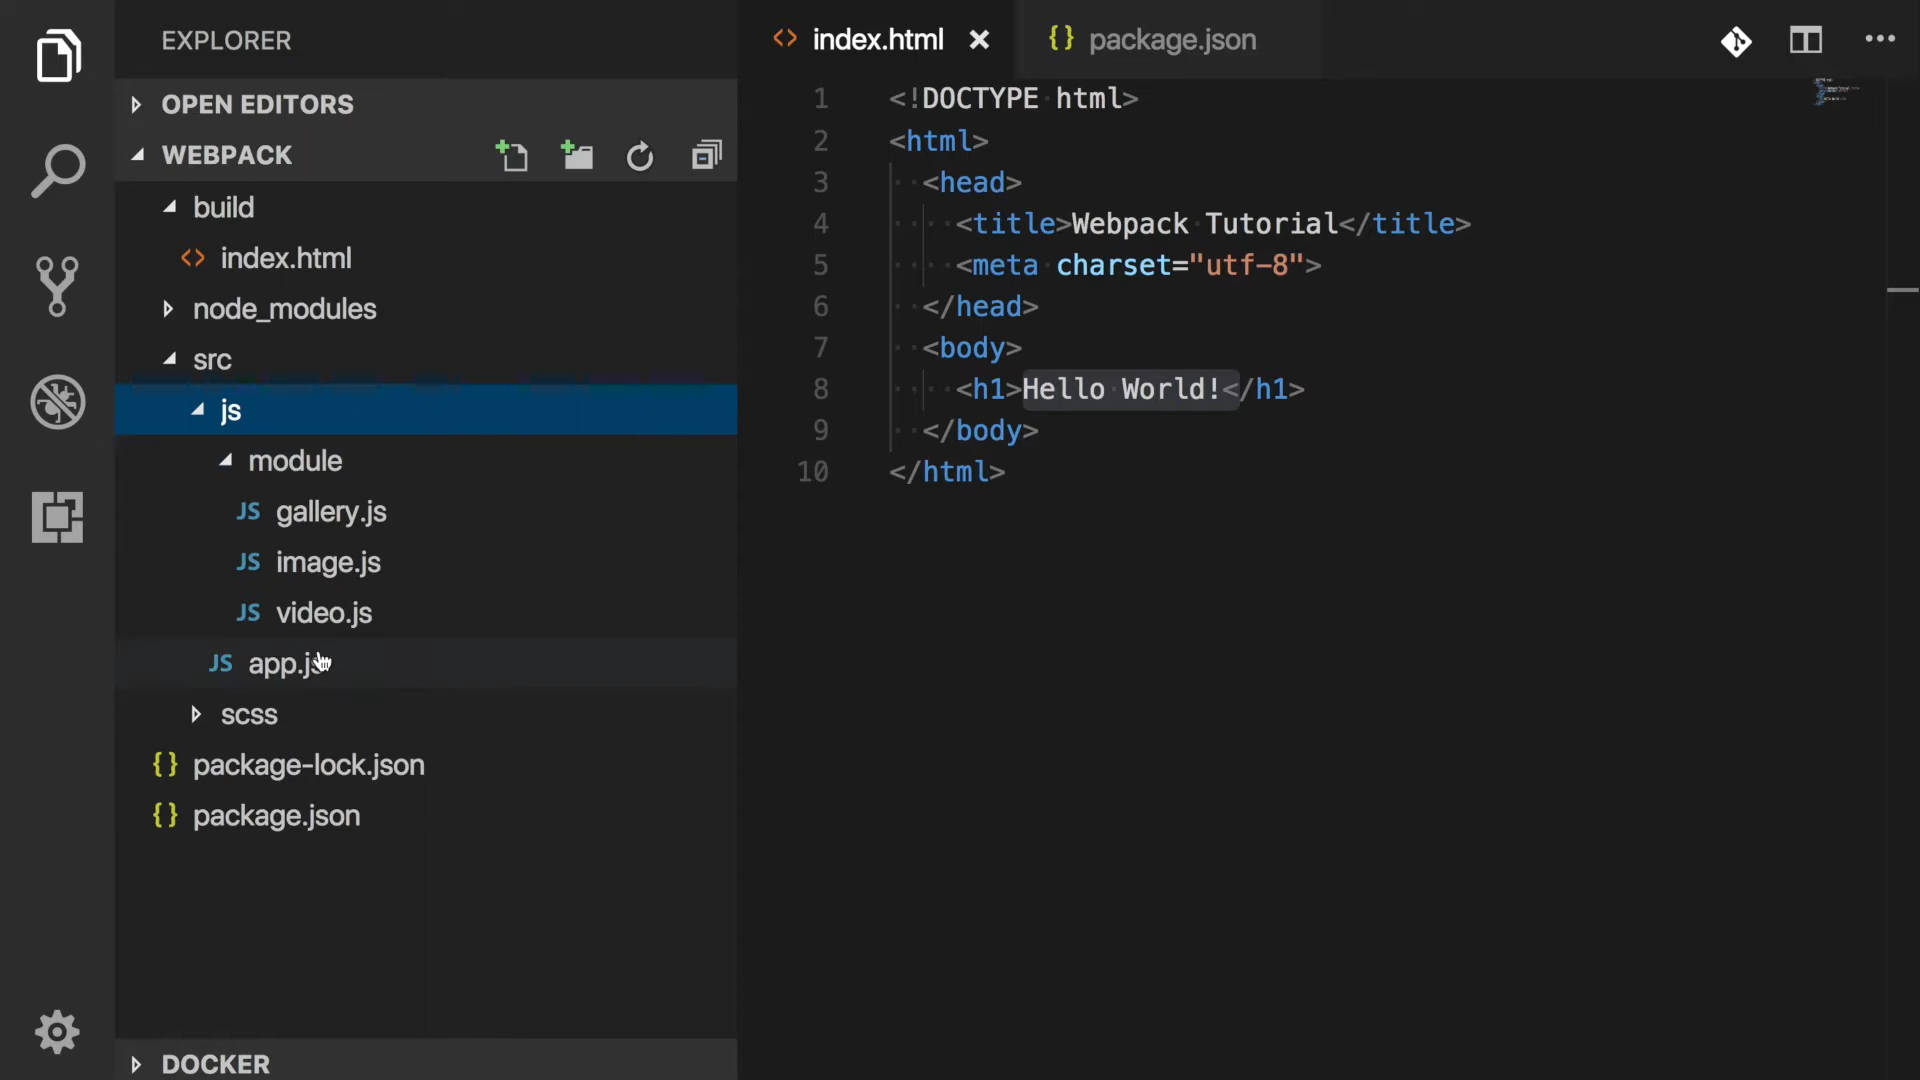 EXPLORER
OPEN EDITORS
WEBPACK
build
<> index.html
node_modules
src
js
module
JS gallery.js
JS image.js
JS video.js
JS app.js
scss
{} package-lock.json
{} package.json
DOCKER
<> index.html ×
{} package.json
1 <!DOCTYPE html>
2 <html>
3 <head>
4 <title>Webpack Tutorial</title>
5 <meta charset="utf-8">
6 </head>
7 <body>
8 <h1>Hello World!</h1>
9 </body>
10 </html>